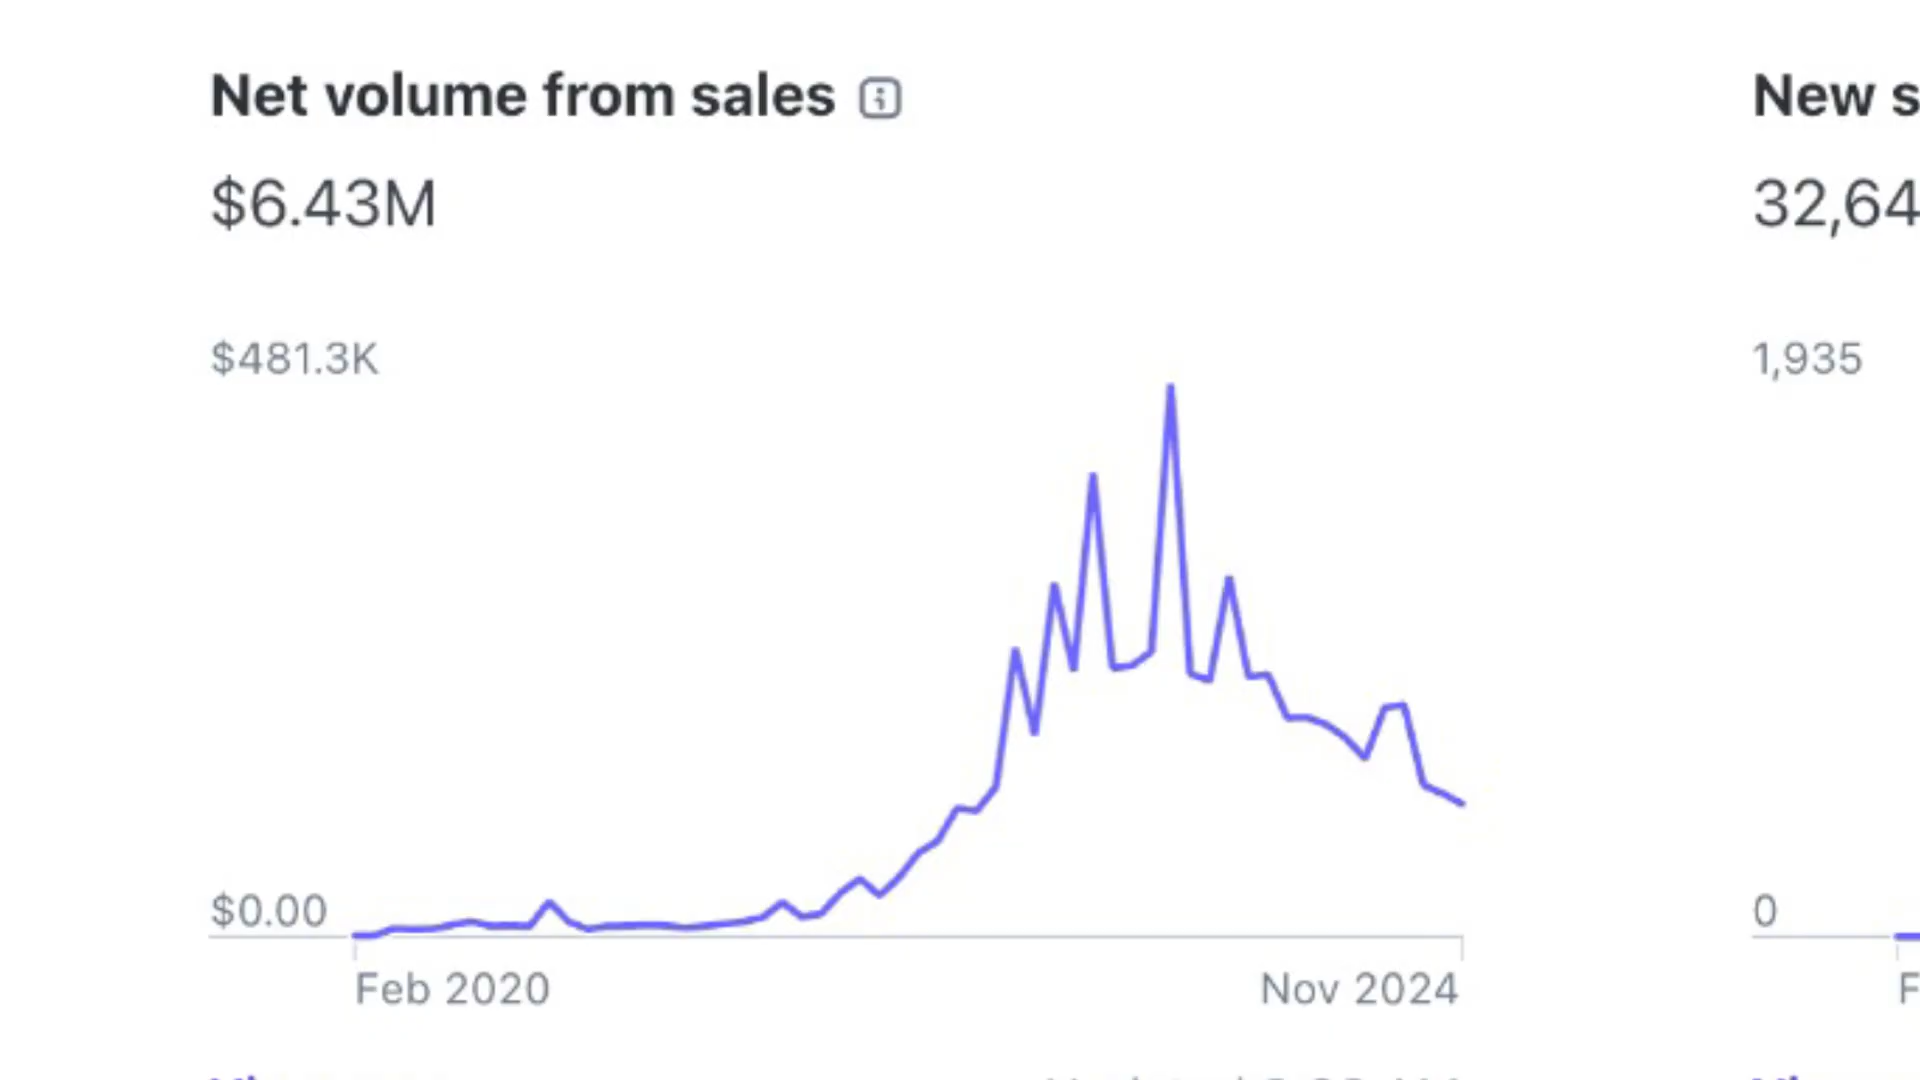 Net volume from sales
$6.43M
$481.3K
$0.00
Feb 2020
Nov 2024
New s
32,64
1,935
0
F